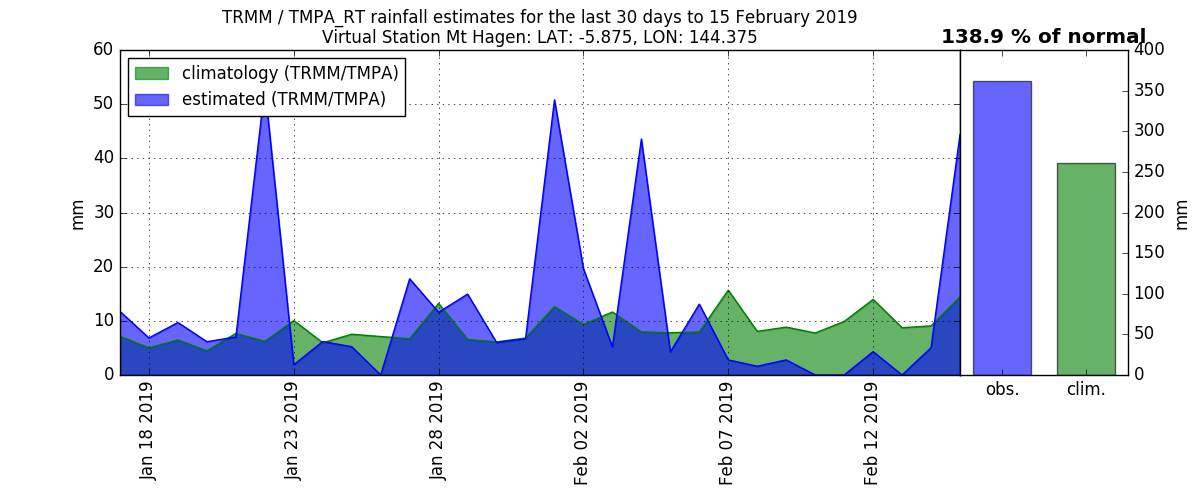 TRMM / TMPA_RT rainfall estimates for the last 30 days to 15 February 2019
Virtual Station Mt Hagen: LAT: -5.875, LON: 144.375
138.9 % of normal
climatology (TRMM/TMPA)
estimated (TRMM/TMPA)
60
50
40
30
20
10
0
mm
Jan 18 2019
Jan 23 2019
Jan 28 2019
Feb 02 2019
Feb 07 2019
Feb 12 2019
400
350
300
250
200
150
100
50
0
mm
obs.
clim.